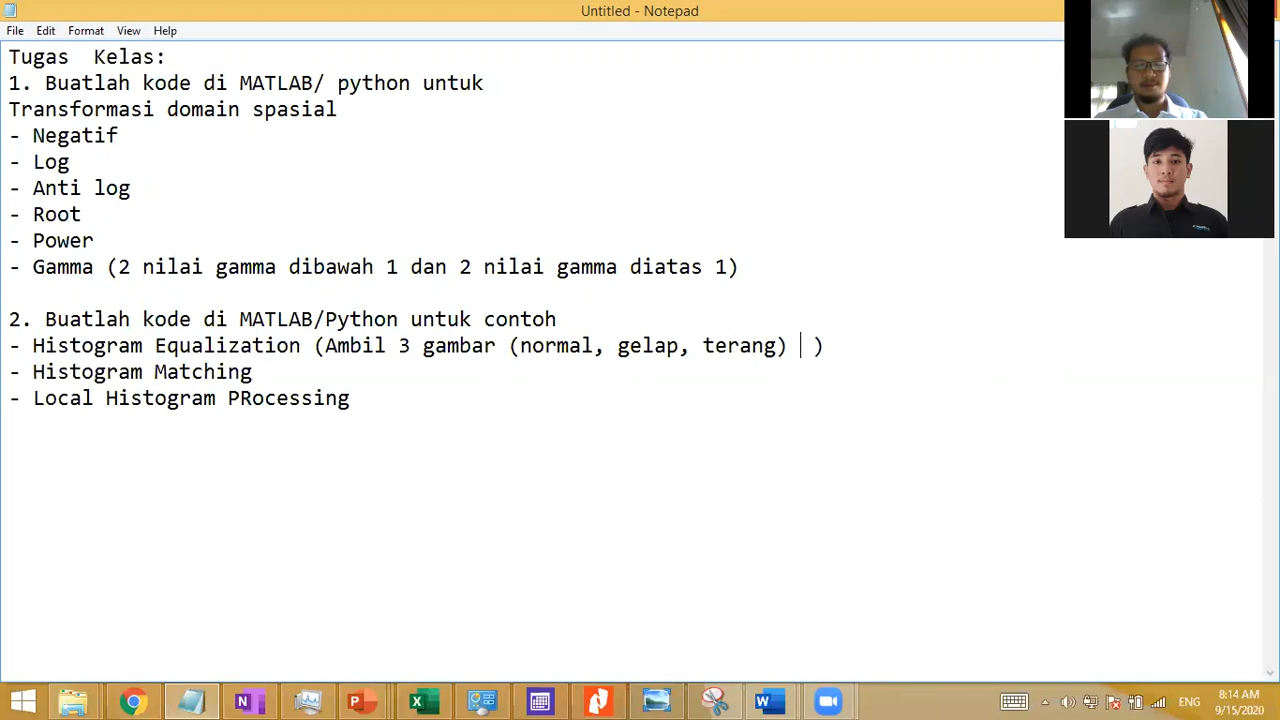 Untitled - Notepad
File Edit Format View Help
Tugas  Kelas:
1. Buatlah kode di MATLAB/ python untuk
Transformasi domain spasial
- Negatif
- Log
- Anti log
- Root
- Power
- Gamma (2 nilai gamma dibawah 1 dan 2 nilai gamma diatas 1)
2. Buatlah kode di MATLAB/Python untuk contoh
- Histogram Equalization (Ambil 3 gambar (normal, gelap, terang)  )
- Histogram Matching
- Local Histogram PRocessing
ENG
8:14 AM
9/15/2020